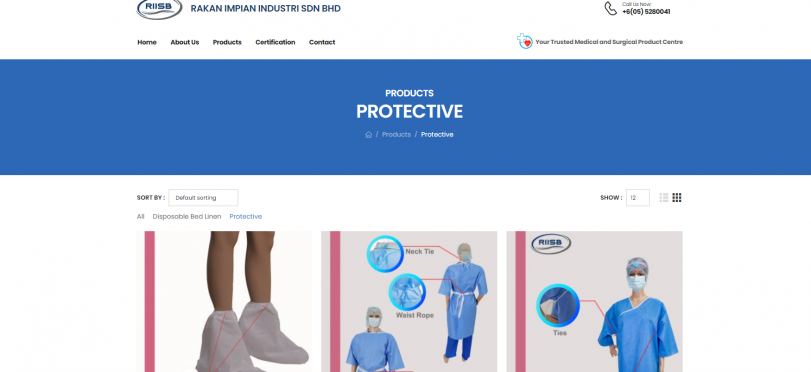 RIISB
RAKAN IMPIAN INDUSTRI SDN BHD
Call Us Now
+6(05) 5280041
Home About Us Products Certification Contact
Your Trusted Medical and Surgical Product Centre
PRODUCTS
PROTECTIVE
/ Products / Protective
SORT BY : Default sorting
SHOW : 12
All Disposable Bed Linen Protective
Neck Tie
Waist Rope
RIISB
Ties